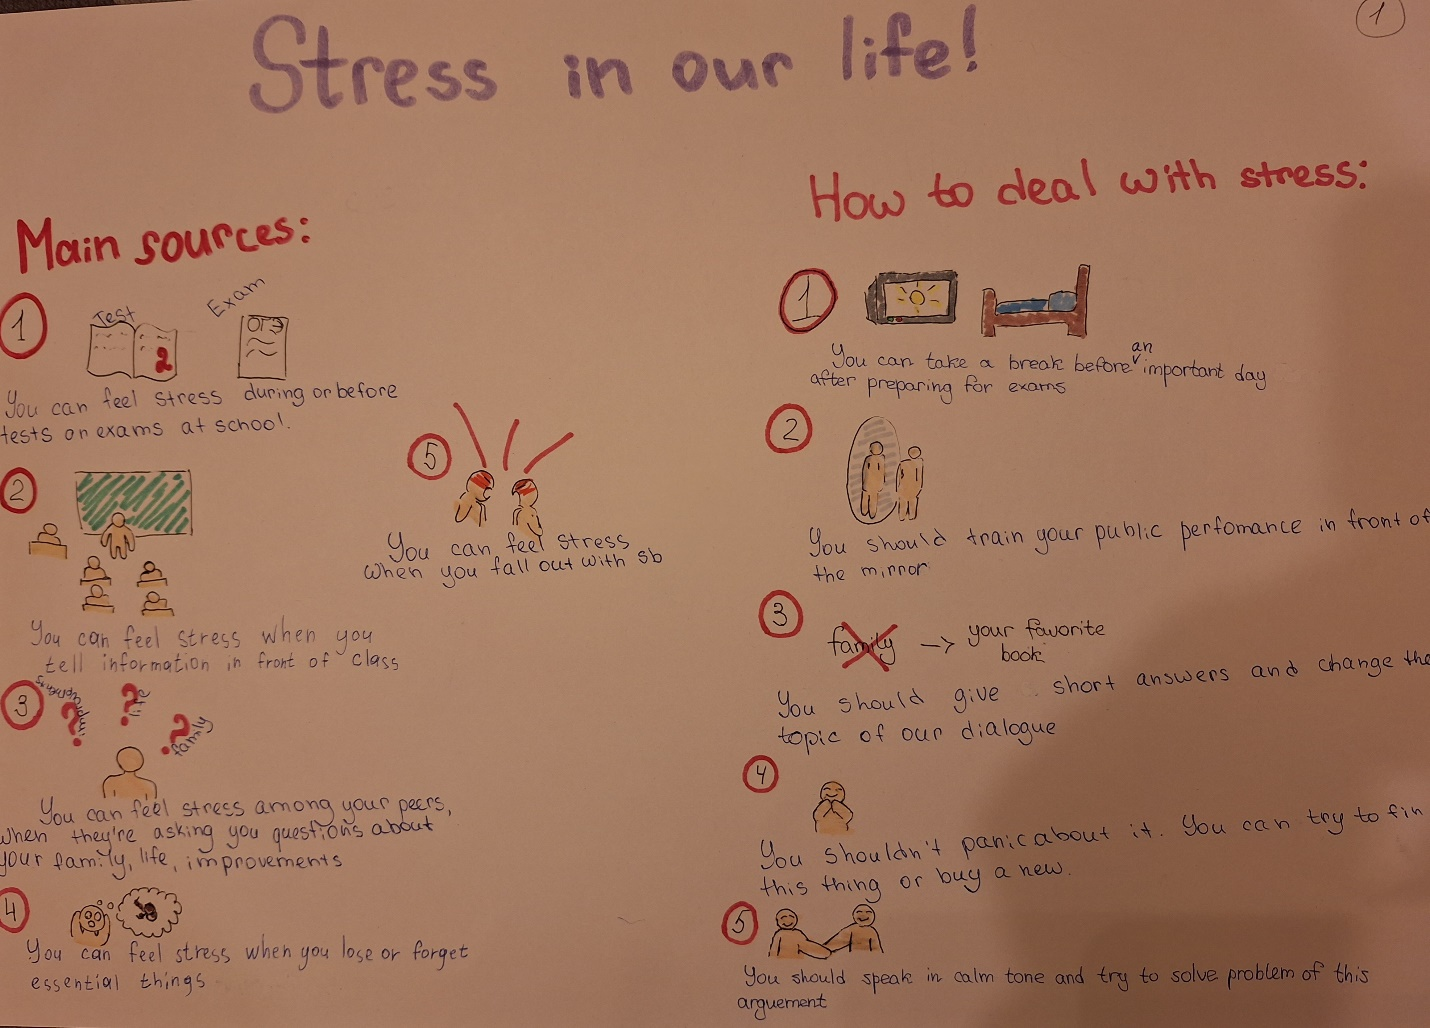 1
Stress in our life!
Main sources:
1
Test
2
Exam
ОГЭ
You can feel stress during or before
tests or exams at school.
2
You can feel stress when you
tell information in front of class
3
improvements
life
family
You can feel stress among your peers,
when they're asking you questions about
your family, life, improvements
4
You can feel stress when you lose or forget
essential things
5
You can feel stress
when you fall out with sb
How to deal with stress:
1
You can take a break before an important day
after preparing for exams
2
You should train your public perfomance in front of
the mirror
3
family -> your favorite
book
You should give short answers and change the
topic of our dialogue
4
You shouldn't panic about it. You can try to fin
this thing or buy a new.
5
You should speak in calm tone and try to solve problem of this
arguement